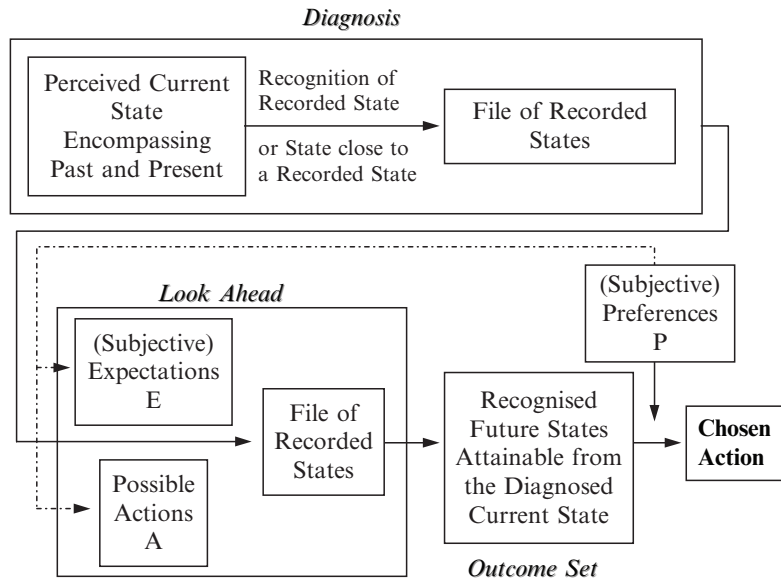 Diagnosis
Perceived Current
State
Encompassing
Past and Present
Recognition of
Recorded State
or State close to
a Recorded State
File of Recorded
States
Look Ahead
(Subjective)
Expectations
E
Possible
Actions
A
File of
Recorded
States
(Subjective)
Preferences
P
Recognised
Future States
Attainable from
the Diagnosed
Current State
Outcome Set
Chosen
Action